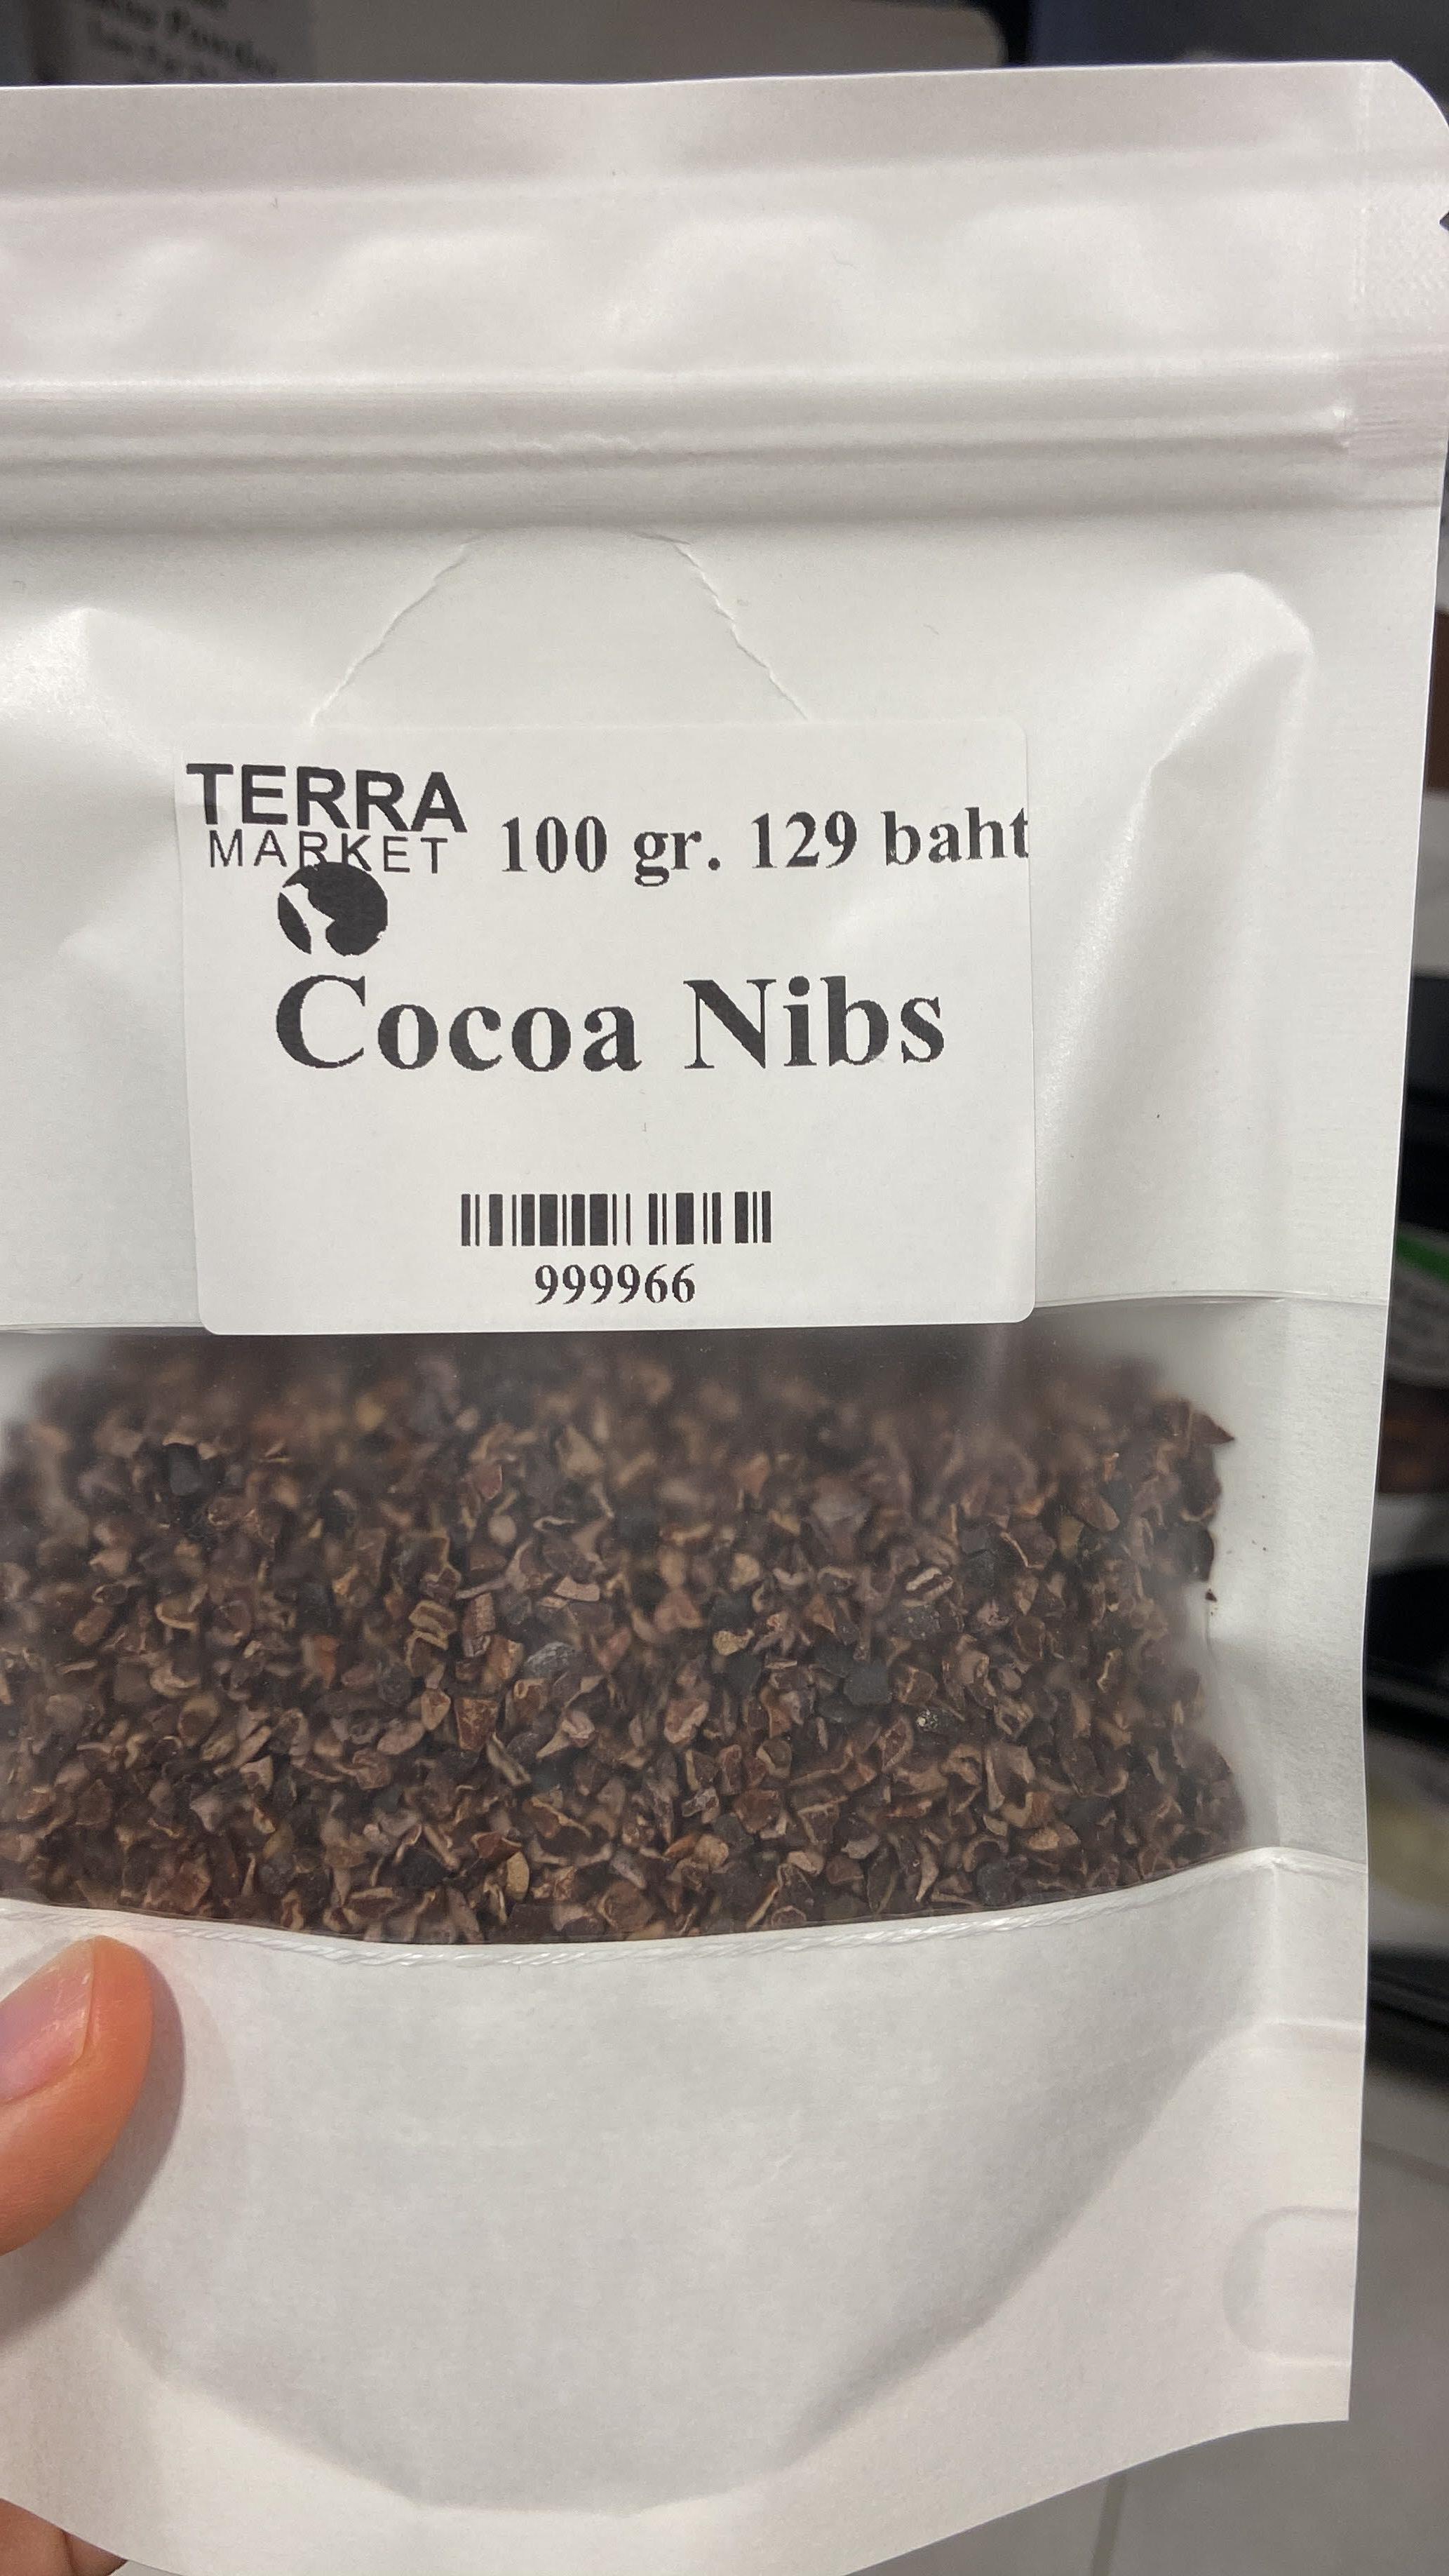 TERRA
MARKET
100 gr. 129 baht
Cocoa Nibs
999966